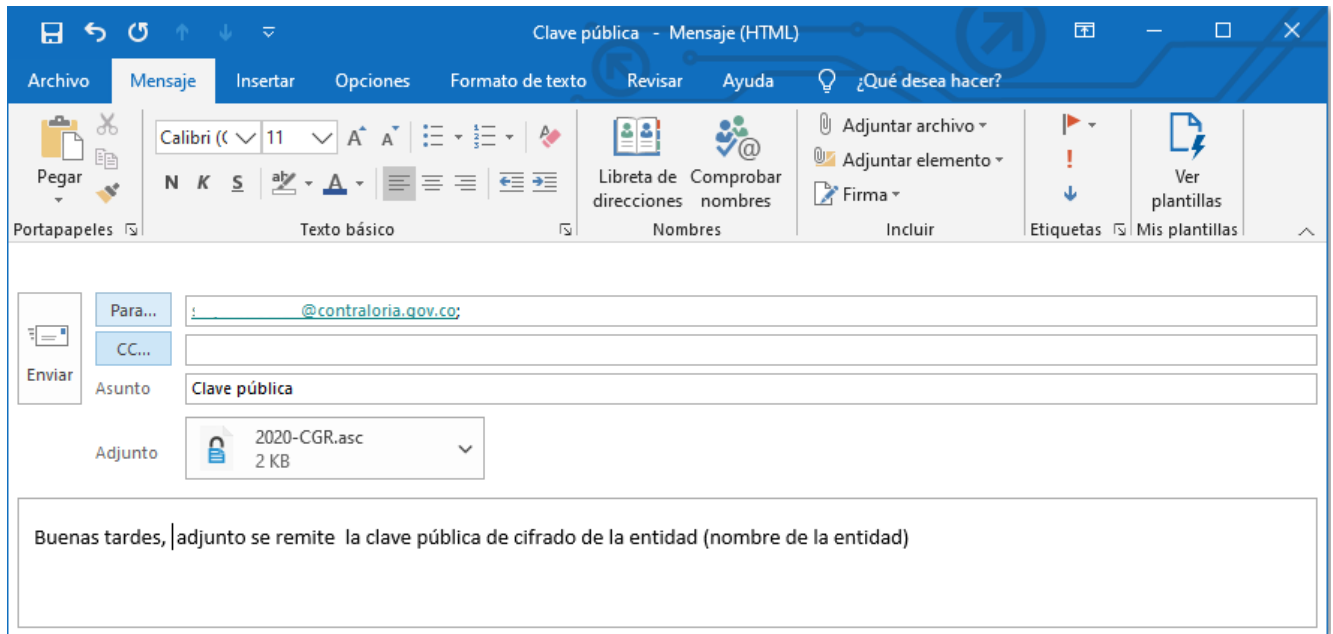 Clave pública - Mensaje (HTML)
Archivo Mensaje Insertar Opciones Formato de texto Revisar Ayuda ¿Qué desea hacer?
Calibri (C 11
Adjuntar archivo
Adjuntar elemento
Firma
Pegar
N K S
Libreta de direcciones
Comprobar nombres
Ver plantillas
Portapapeles Texto básico Nombres Incluir Etiquetas Mis plantillas
Para... @contraloria.gov.co;
CC...
Enviar
Asunto Clave pública
Adjunto 2020-CGR.asc
2 KB
Buenas tardes, adjunto se remite la clave pública de cifrado de la entidad (nombre de la entidad)